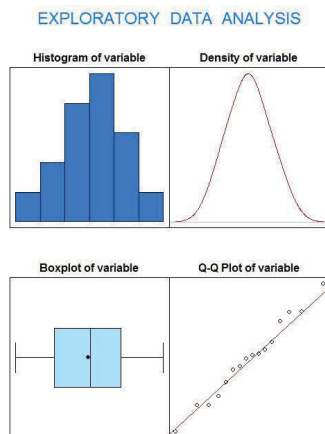 EXPLORATORY DATA ANALYSIS
Histogram of variable
Density of variable
Boxplot of variable
Q-Q Plot of variable